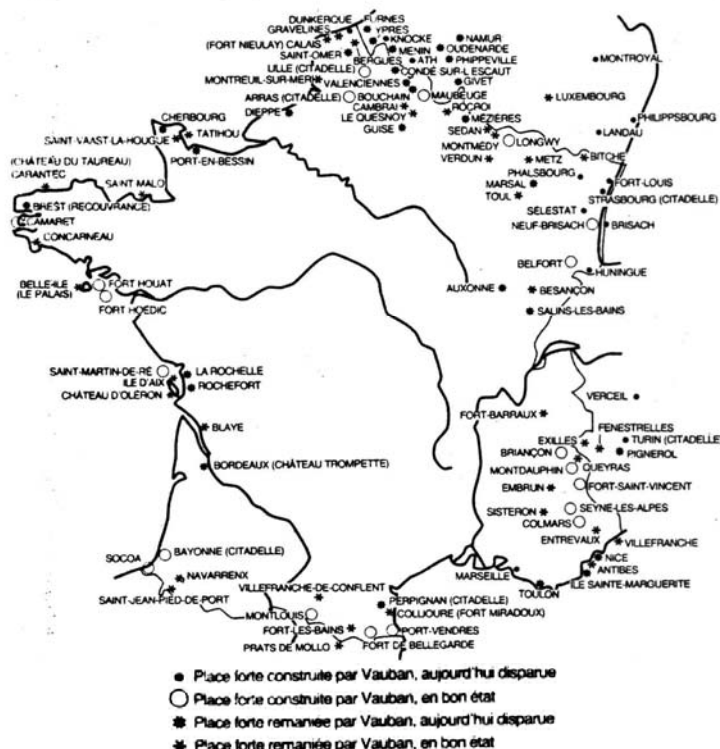 DUNKERQUE FURNES
GRAVELINES YPRES
(FORT NIEULAY) CALAIS KNOCKE NAMUR
SAINT-OMER MENIN OUDENARDE
BERGUES ATH PHIPPEVILLE
LILLE (CITADELLE) CONDÉ-SUR-L'ESCAUT
MONTREUIL-SUR-MER VALENCIENNES GIVET
ARRAS (CITADELLE) BOUCHAIN MAUBEUGE
CAMBRAI ROCROI
DIEPPE LE QUESNOY MÉZIÈRES
GUISE SEDAN
MONTROYAL
LUXEMBOURG
PHILIPPSBOURG
LANDAU
CHERBOURG
SAINT-VAAST-LA-HOUGUE TATIHOU
PORT-EN-BESSIN
MONTMÉDY LONGWY
VERDUN METZ BITCHE
PHALSBOURG
(CHÂTEAU DU TAUREAU)
CARANTEC
SAINT-MALO
MARSAL FORT-LOUIS
TOUL STRASBOURG (CITADELLE)
BREST (RECOUVRANCE)
SÉLESTAT
CAMARET NEUF-BRISACH BRISACH
CONCARNEAU
BELFORT
HUNINGUE
BELLE-ILE FORT HOUAT
(LE PALAIS)
AUXONNE BESANÇON
FORT HOEDIC
SALINS-LES-BAINS
SAINT-MARTIN-DE-RÉ LA ROCHELLE
ILE D'AIX ROCHEFORT
CHÂTEAU D'OLÉRON
VERCEIL
BLAYE
FORT-BARRAUX
FENESTRELLES
EXILLES TURIN (CITADELLE
BRIANÇON PIGNEROL
BORDEAUX (CHÂTEAU TROMPETTE)
MONTDAUPHIN QUEYRAS
EMBRUN FORT-SAINT-VINCENT
SISTERON SEYNE-LES-ALPES
COLMARS
ENTREVAUX VILLEFRANCHE
SOCOA BAYONNE (CITADELLE)
NICE
NAVARRENX MARSEILLE ANTIBES
VILLEFRANCHE-DE-CONFLENT ILE SAINTE-MARGUERITE
SAINT-JEAN-PIED-DE-PORT TOULON
PERPIGNAN (CITADELLE)
MONTLOUIS COLLIOURE (FORT MIRADOUX)
FORT-LES-BAINS PORT-VENDRES
PRATS DE MOLLO FORT DE BELLEGARDE
Place forte construite par Vauban, aujourd'hui disparue
Place forte construite par Vauban, en bon état
Place forte remaniée par Vauban, aujourd'hui disparue
Place forte remaniée par Vauban, en bon état